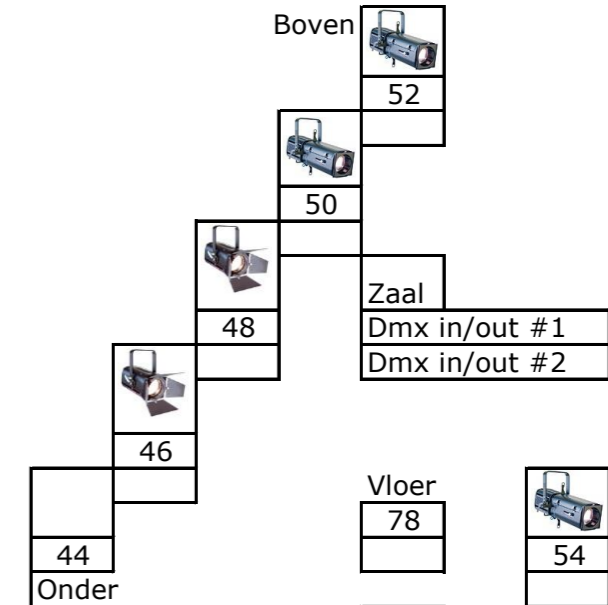 Boven
52
50
Zaal
48
Dmx in/out #1
Dmx in/out #2
46
Vloer
78
44
54
Onder